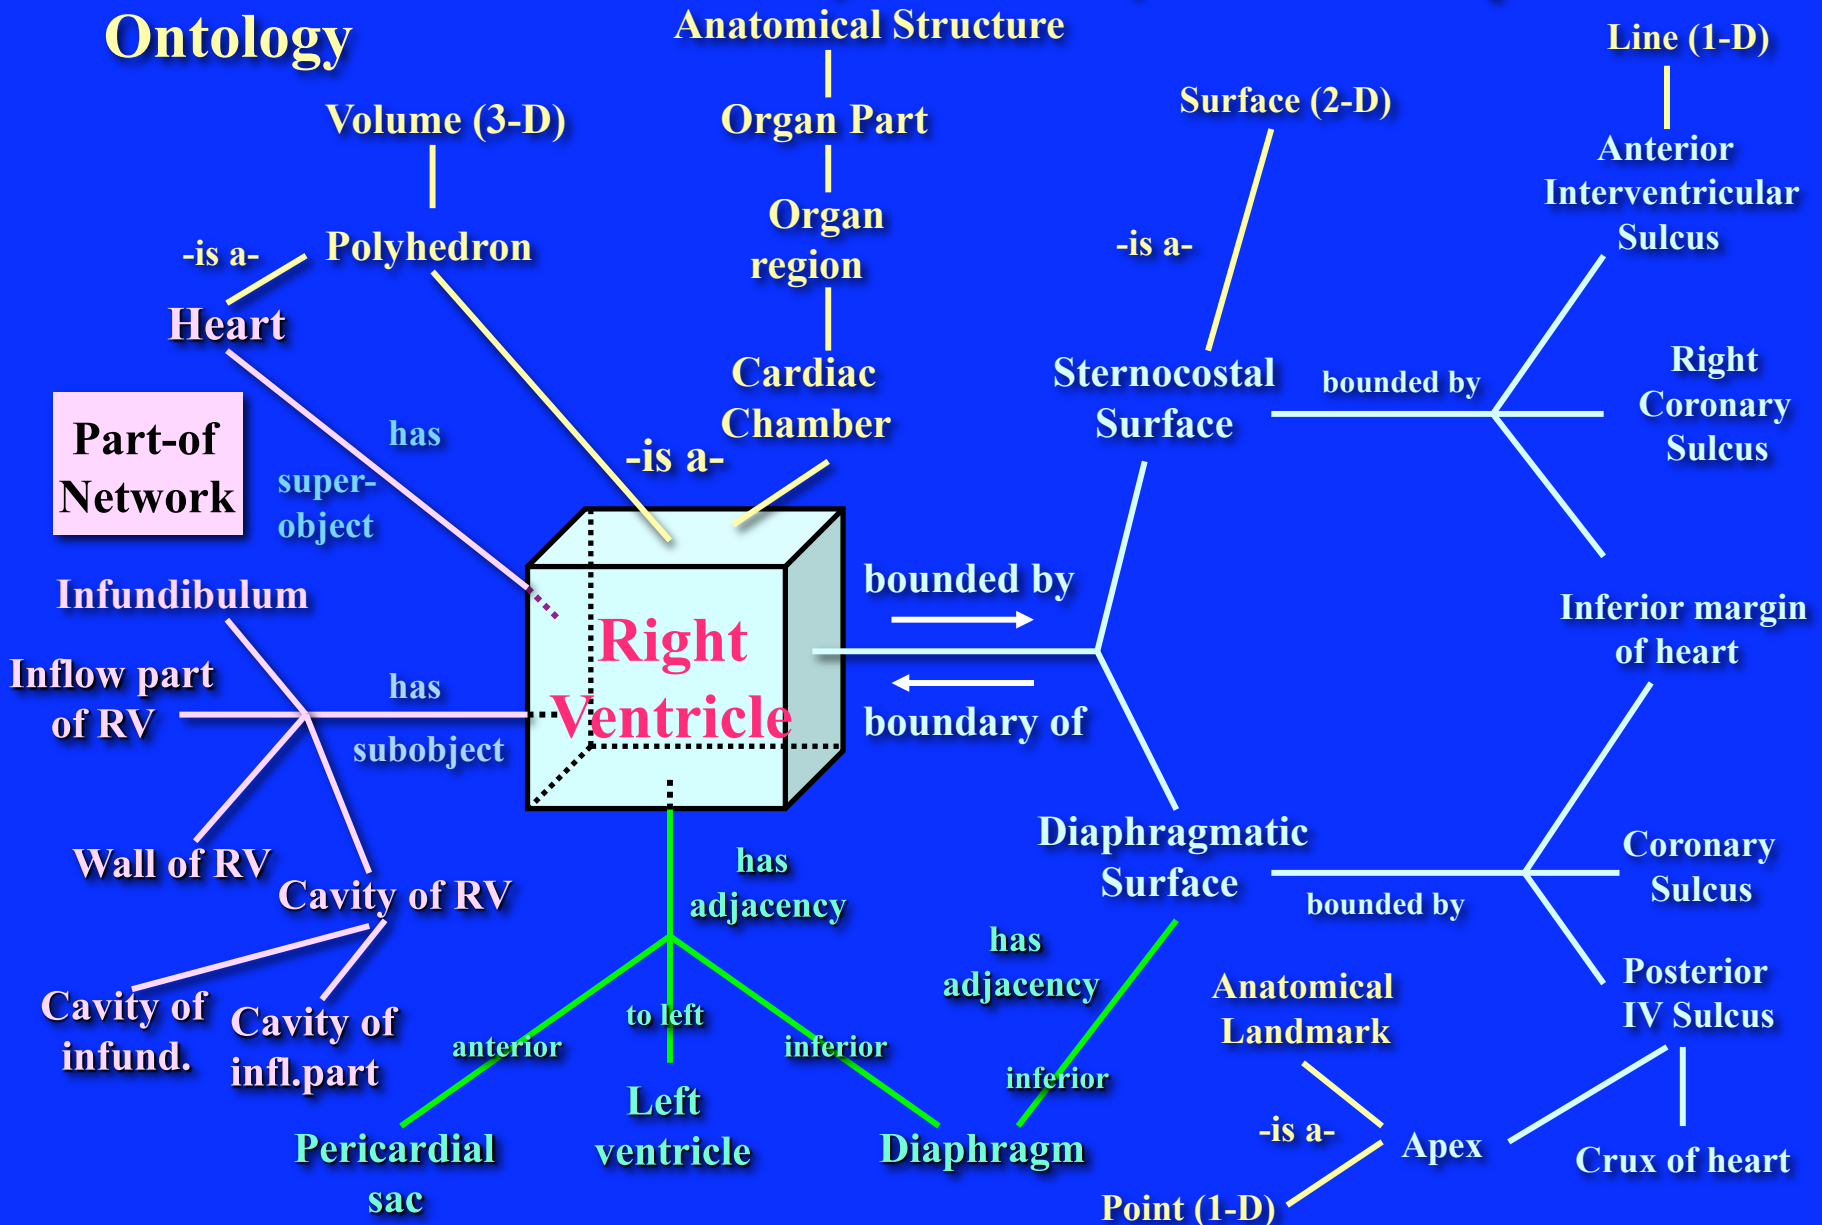 Ontology
Anatomical Structure
Line (1-D)
Volume (3-D)
Organ Part
Surface (2-D)
Anterior
Interventricular
Sulcus
Organ
region
-is a-
Polyhedron
-is a-
Heart
Cardiac
Chamber
-is a-
Sternocostal
Surface
bounded by
Right
Coronary
Sulcus
Part-of
Network
has
super-
object
Infundibulum
bounded by
Inferior margin
of heart
Right
Ventricle
Inflow part
of RV
has
subobject
boundary of
Wall of RV
Cavity of RV
has
adjacency
Diaphragmatic
Surface
bounded by
Coronary
Sulcus
has
adjacency
Posterior
IV Sulcus
Anatomical
Landmark
Cavity of
infund.
Cavity of
infl.part
anterior
to left
inferior
inferior
Left
ventricle
Pericardial
sac
Diaphragm
-is a-
Apex
Crux of heart
Point (1-D)